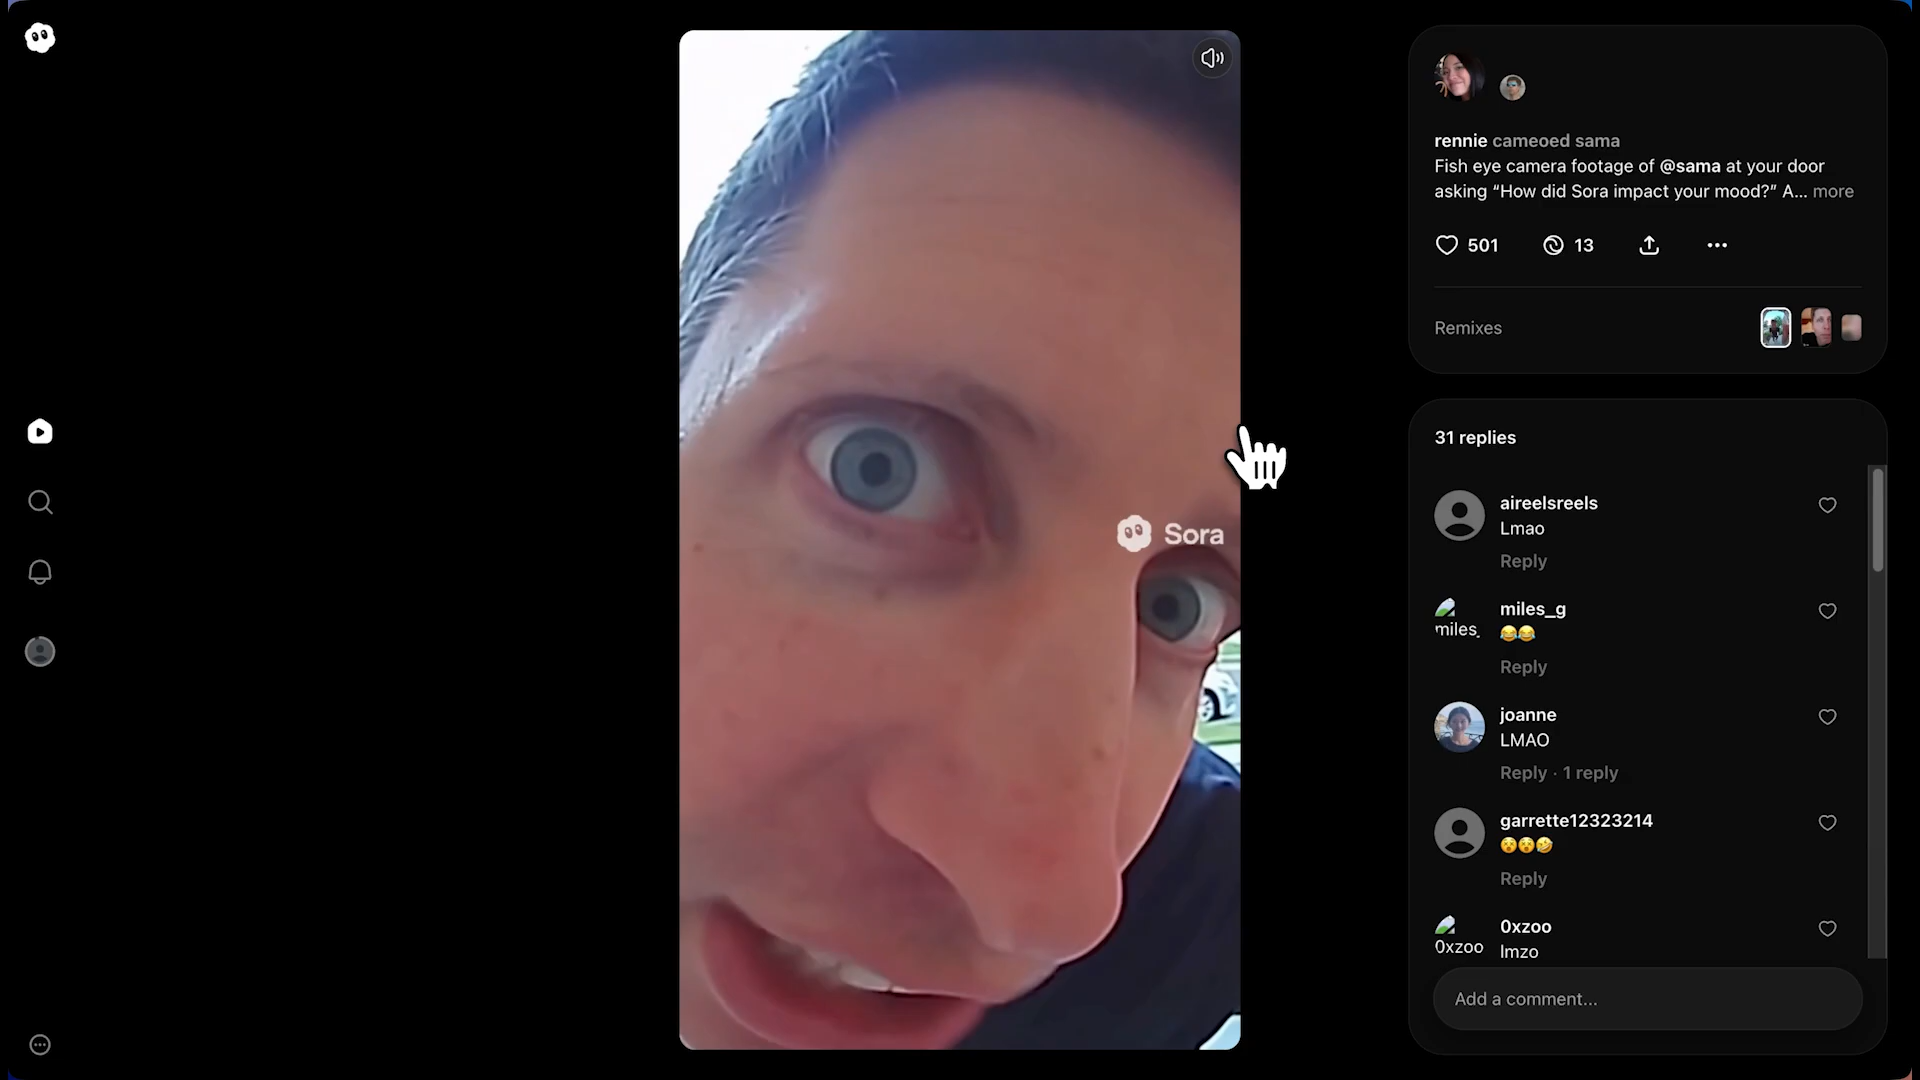 Sora
rennie cameoed sama
Fish eye camera footage of @sama at your door
asking “How did Sora impact your mood?” A... more
501
13
Remixes
31 replies
aireelsreels
Lmao
Reply
miles_g
miles_
😂😂
Reply
joanne
LMAO
Reply · 1 reply
garrette12323214
😵😵🤣
Reply
0xzoo
0xzoo
lmzo
Add a comment...